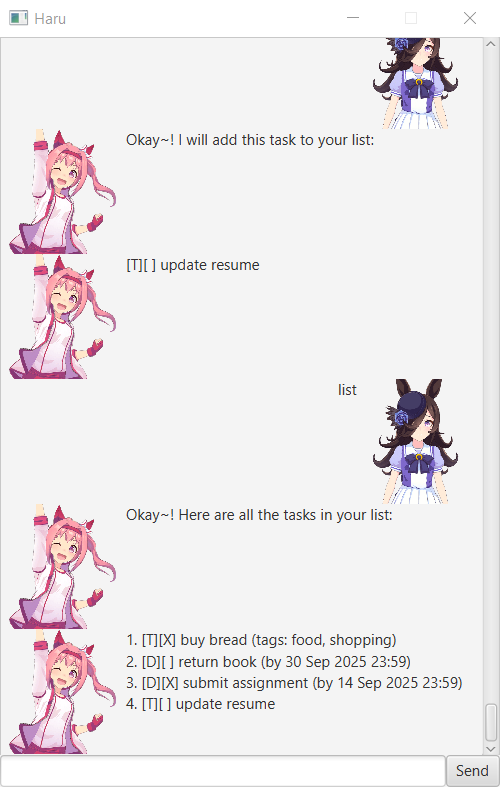 Haru
Okay~! I will add this task to your list:
[T][ ] update resume
list
Okay~! Here are all the tasks in your list:
1. [T][X] buy bread (tags: food, shopping)
2. [D][ ] return book (by 30 Sep 2025 23:59)
3. [D][X] submit assignment (by 14 Sep 2025 23:59)
4. [T][ ] update resume
Send